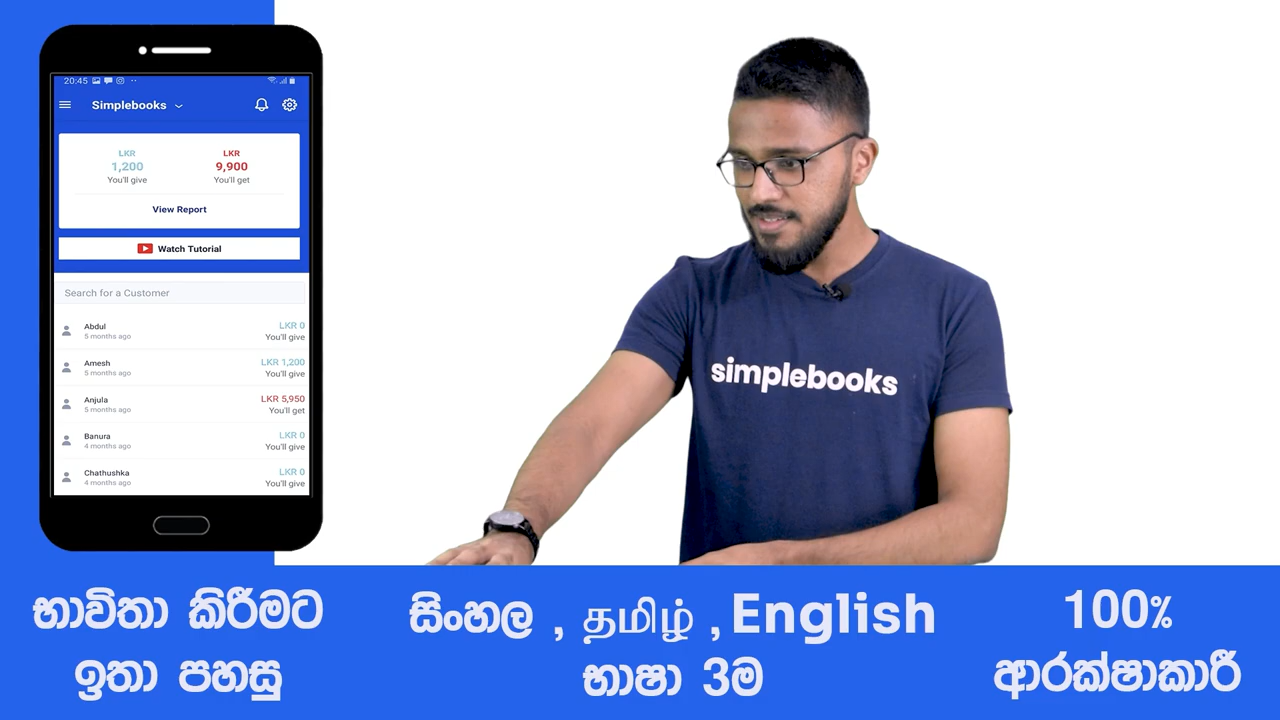 20:45
Simplebooks
LKR
1,200
You'll give
LKR
9,900
You'll get
View Report
Watch Tutorial
Search for a Customer
Abdul
5 months ago
LKR 0
You'll give
Amesh
5 months ago
LKR 1,200
You'll give
Anjula
5 months ago
LKR 5,950
You'll get
Banura
4 months ago
LKR 0
You'll give
Chathushka
4 months ago
LKR 0
You'll give
simplebooks
භාවිතා කිරීමට
ඉතා පහසු
සිංහල , தமிழ் , English
භාෂා 3ම
100%
ආරක්ෂාකාරී